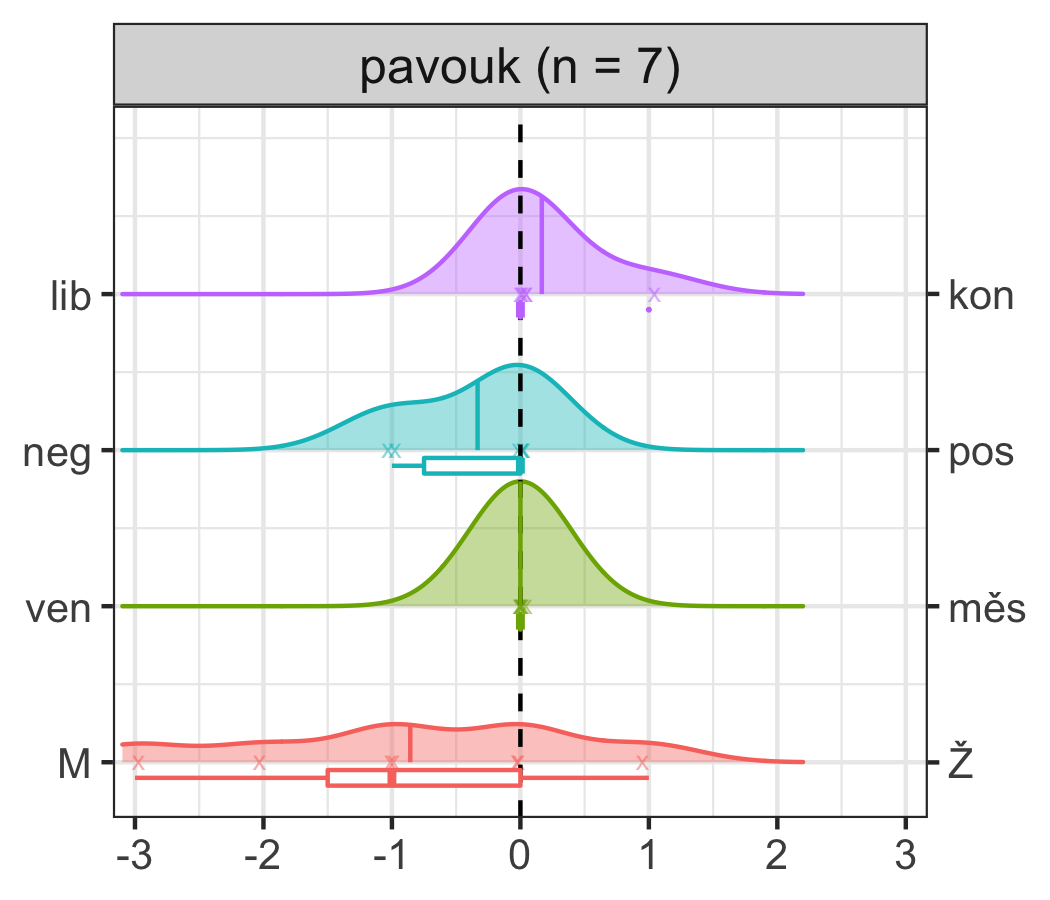 pavouk (n = 7)
lib kon
neg pos
ven měs
M Ž
-3 -2 -1 0 1 2 3